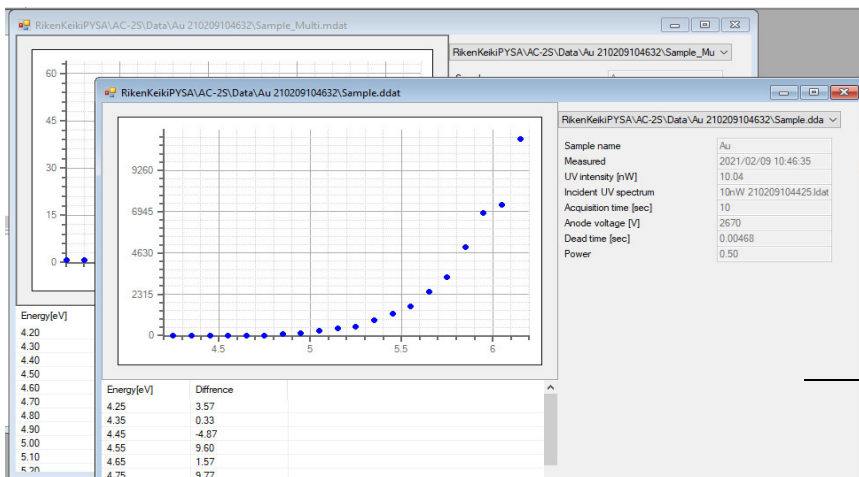 RikenKeikiPYSA\AC-2S\Data\Au 210209104632\Sample_Multi.mdat
RikenKeikiPYSA\AC-2S\Data\Au 210209104632\Sample_Mu
60
45
30
15
0
Energy[eV]
4.20
4.30
4.40
4.50
4.60
4.70
4.80
4.90
5.00
5.10
5.20
RikenKeikiPYSA\AC-2S\Data\Au 210209104632\Sample.ddat
RikenKeikiPYSA\AC-2S\Data\Au 210209104632\Sample.dda
9260
6945
4630
2315
0
4.5 5 5.5 6
Sample name Au
Measured 2021/02/09 10:46:35
UV intensity [nW] 10.04
Incident UV spectrum 10nW 210209104425.ldat
Acquisition time [sec] 10
Anode voltage [V] 2670
Dead time [sec] 0.00468
Power 0.50
Energy[eV] Diffrence
4.25 3.57
4.35 0.33
4.45 -4.87
4.55 9.60
4.65 1.57
4.75 9.77